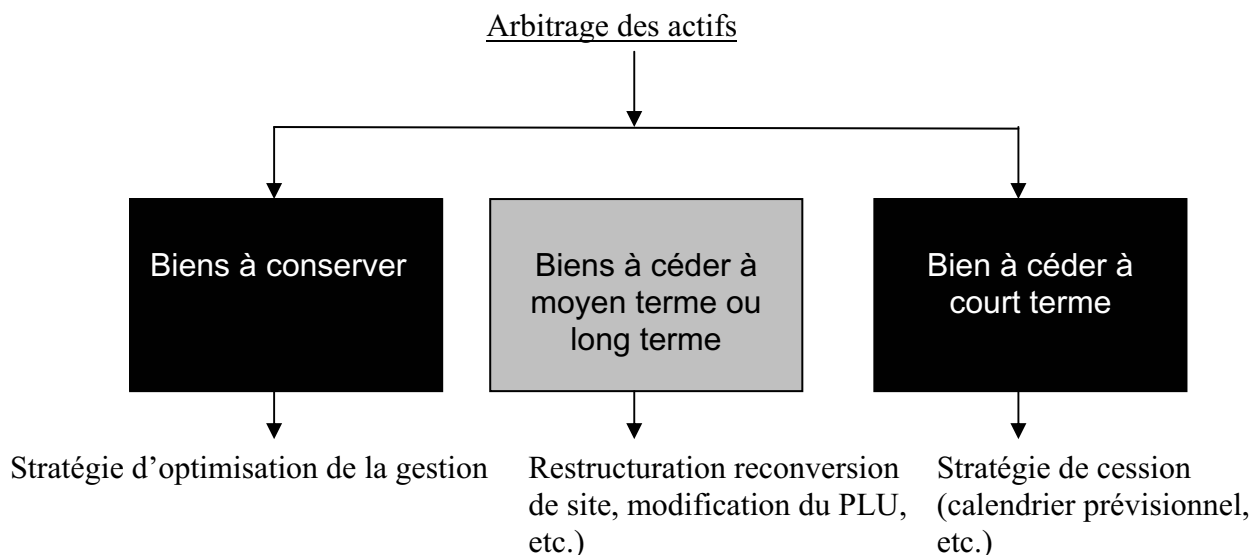 Arbitrage des actifs
Biens à conserver
Biens à céder à
moyen terme ou
long terme
Bien à céder à
court terme
Stratégie d’optimisation de la gestion
Restructuration reconversion
de site, modification du PLU,
etc.)
Stratégie de cession
(calendrier prévisionnel,
etc.)